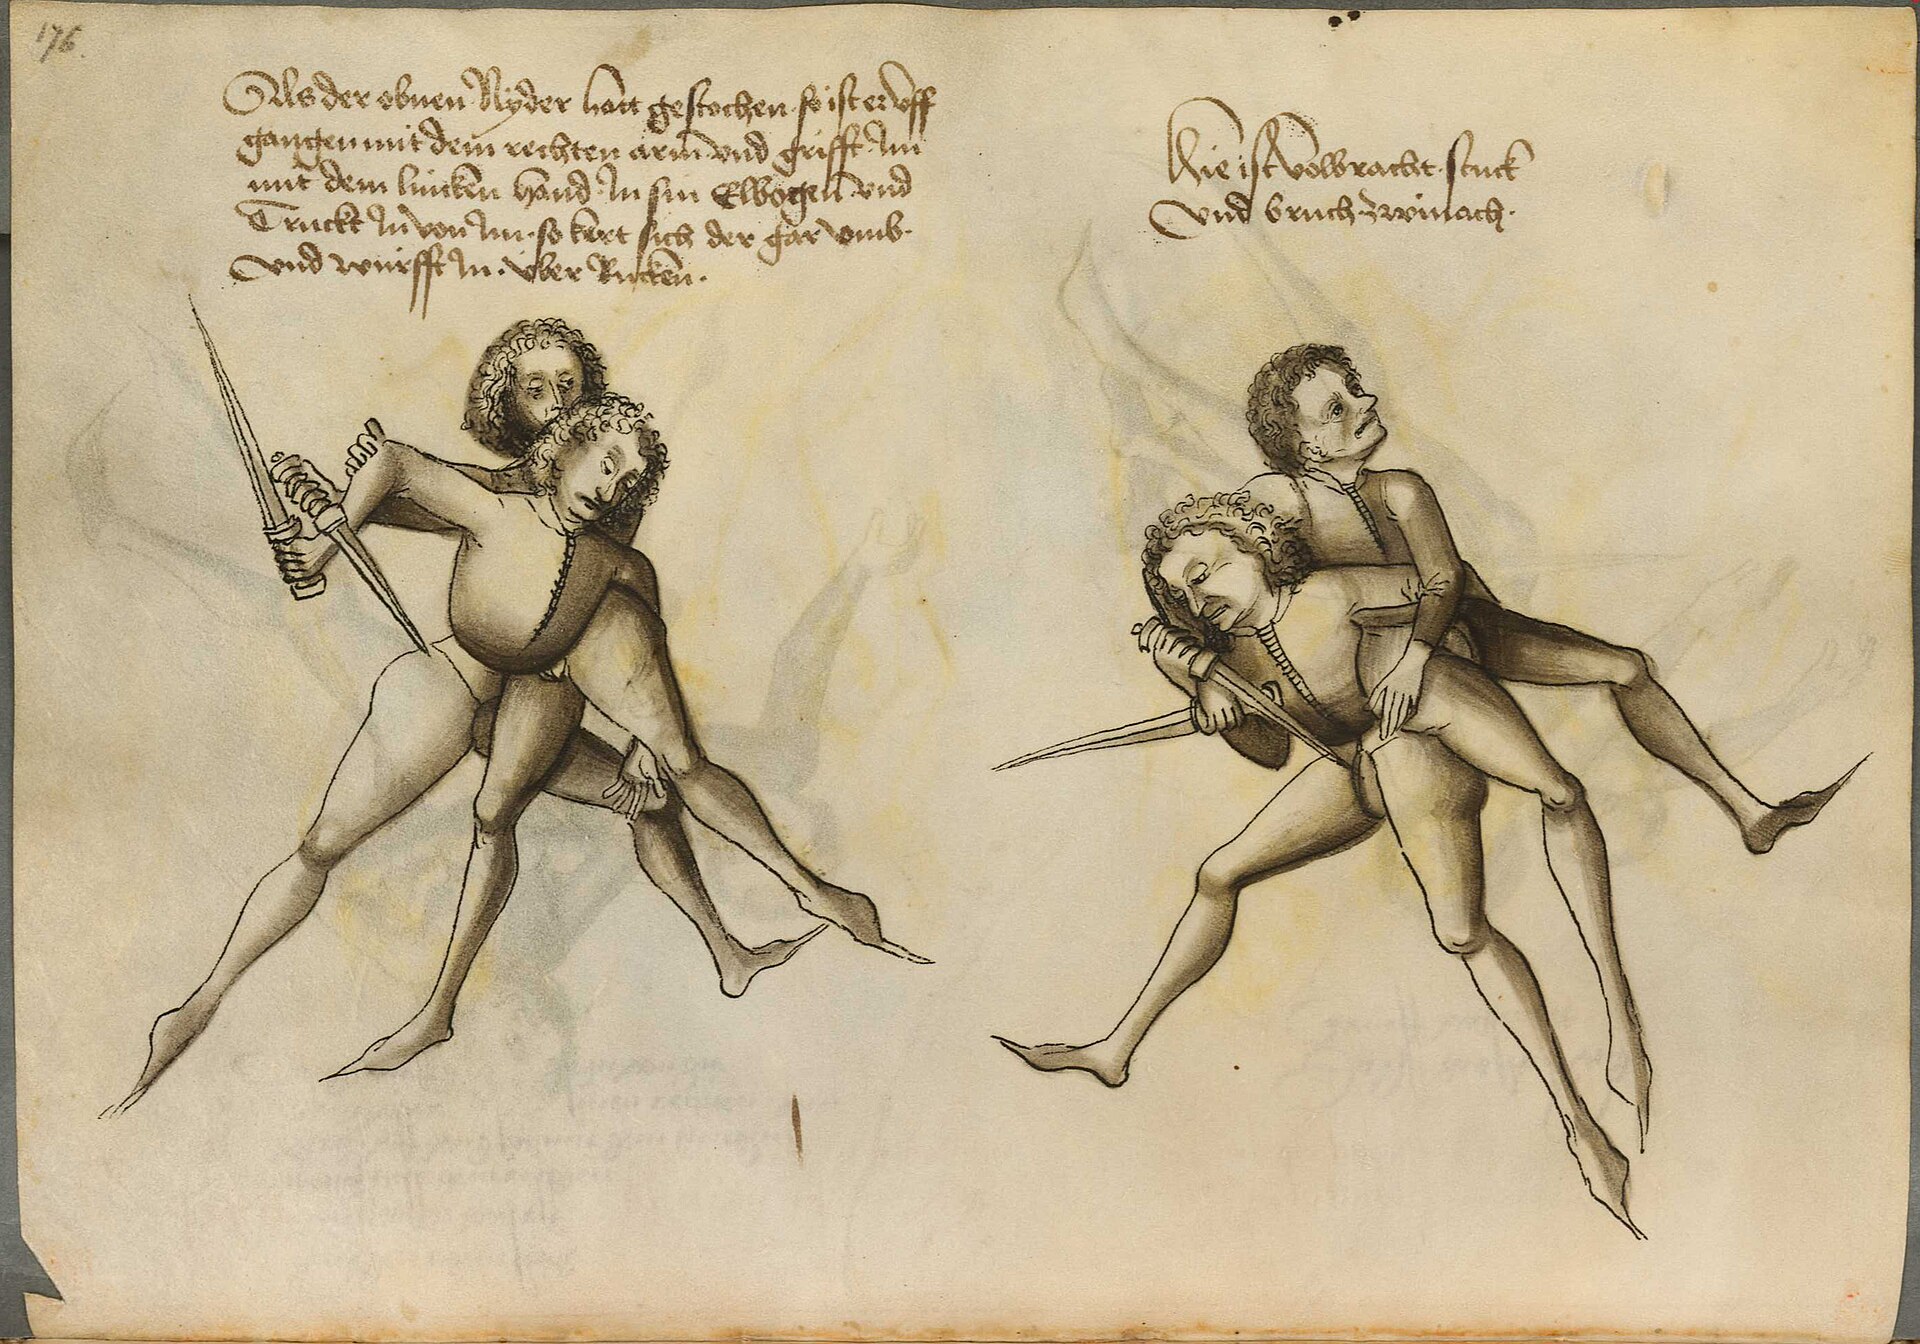 176.
Als der obnen Nyder hatt gestochen · so ist er vff
gangen mit dem rechten arm vnd grifft Im
mit dem lincken hand · In sin Elbogen vnd
Truckt In von Im · so kert sich der gar vmb ·
vnd wirfft In · vber Rucken ·
Hie ist volbracht stuck
vnd bruch · zwinach ·